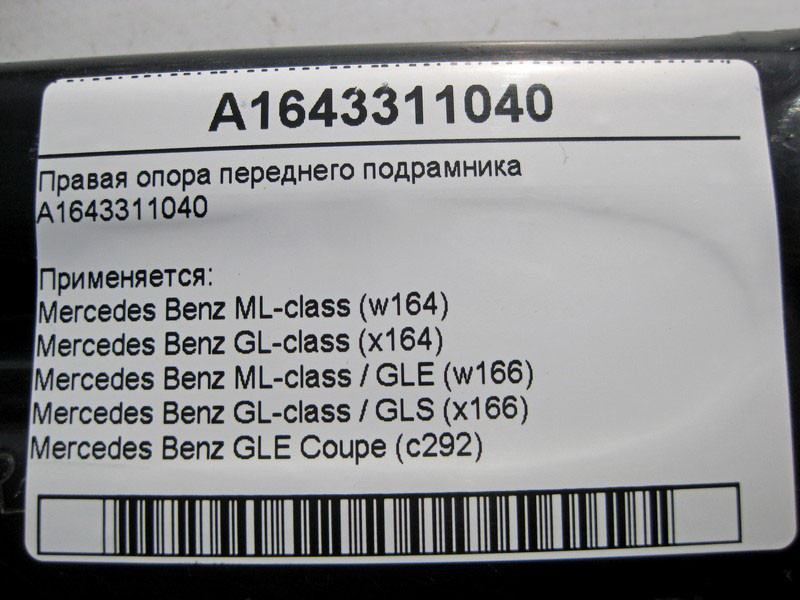 A1643311040
Правая опора переднего подрамника
A1643311040
Применяется:
Mercedes Benz ML-class (w164)
Mercedes Benz GL-class (x164)
Mercedes Benz ML-class / GLE (w166)
Mercedes Benz GL-class / GLS (x166)
Mercedes Benz GLE Coupe (c292)